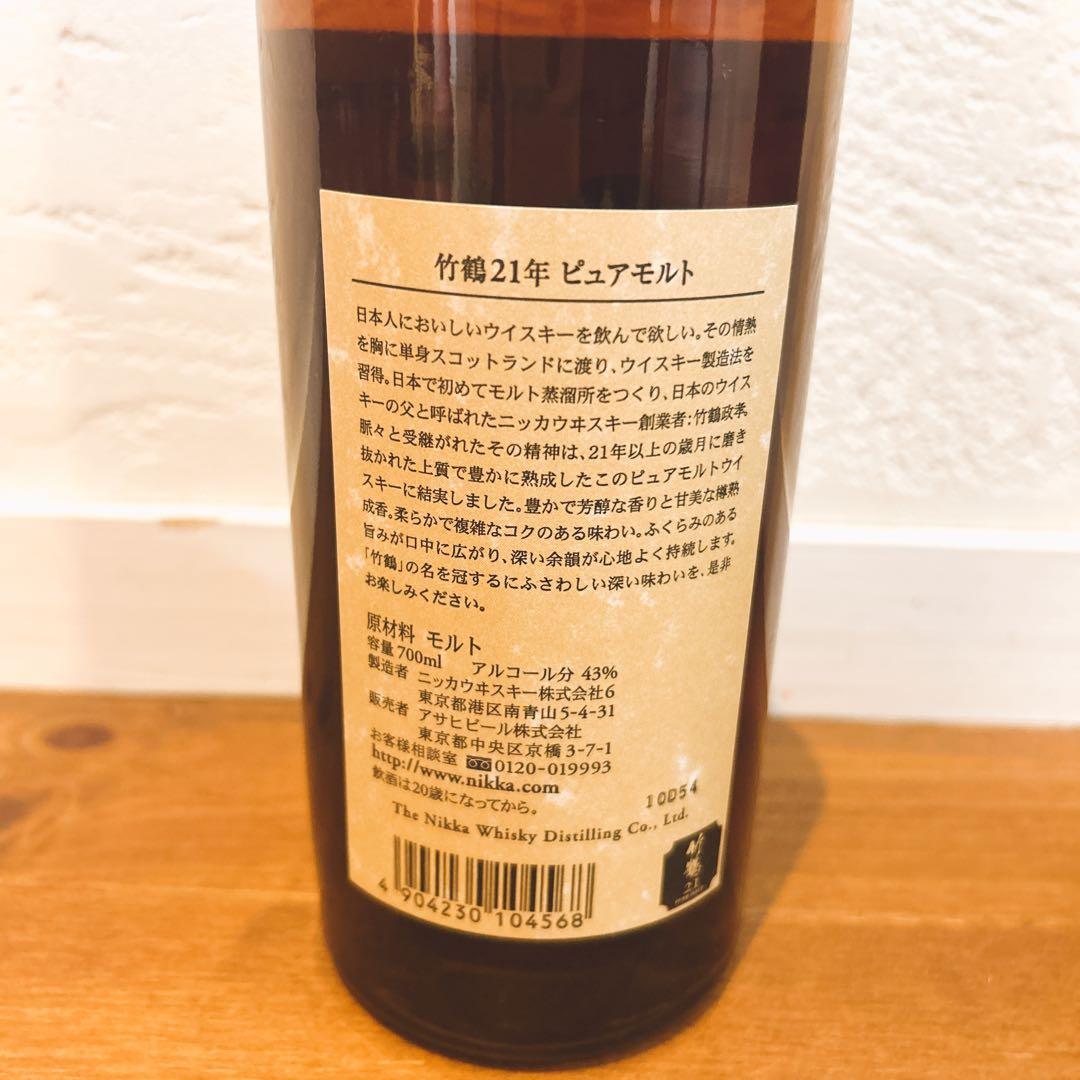 竹鶴21年 ピュアモルト
日本人においしいウイスキーを飲んで欲しい。その情熱
を胸に単身スコットランドに渡り、ウイスキー製造法を
習得。日本で初めてモルト蒸溜所をつくり、日本のウイス
キーの父と呼ばれたニッカウヰスキー創業者:竹鶴政孝。
脈々と受継がれたその精神は、21年以上の歳月に磨き
抜かれた上質で豊かに熟成したこのピュアモルトウイ
スキーに結実しました。豊かで芳醇な香りと甘美な樽熟
成香。柔らかで複雑なコクのある味わい。ふくらみのある
旨みが口中に広がり、深い余韻が心地よく持続します。
「竹鶴」の名を冠するにふさわしい深い味わいを、是非
お楽しみください。
原材料 モルト
容量700ml アルコール分 43%
製造者 ニッカウヰスキー株式会社6
東京都港区南青山5-4-31
販売者 アサヒビール株式会社
東京都中央区京橋3-7-1
お客様相談室 0120-019993
http://www.nikka.com
飲酒は20歳になってから。
10D54
The Nikka Whisky Distilling Co., Ltd.
竹鶴
21
4 904230 104568